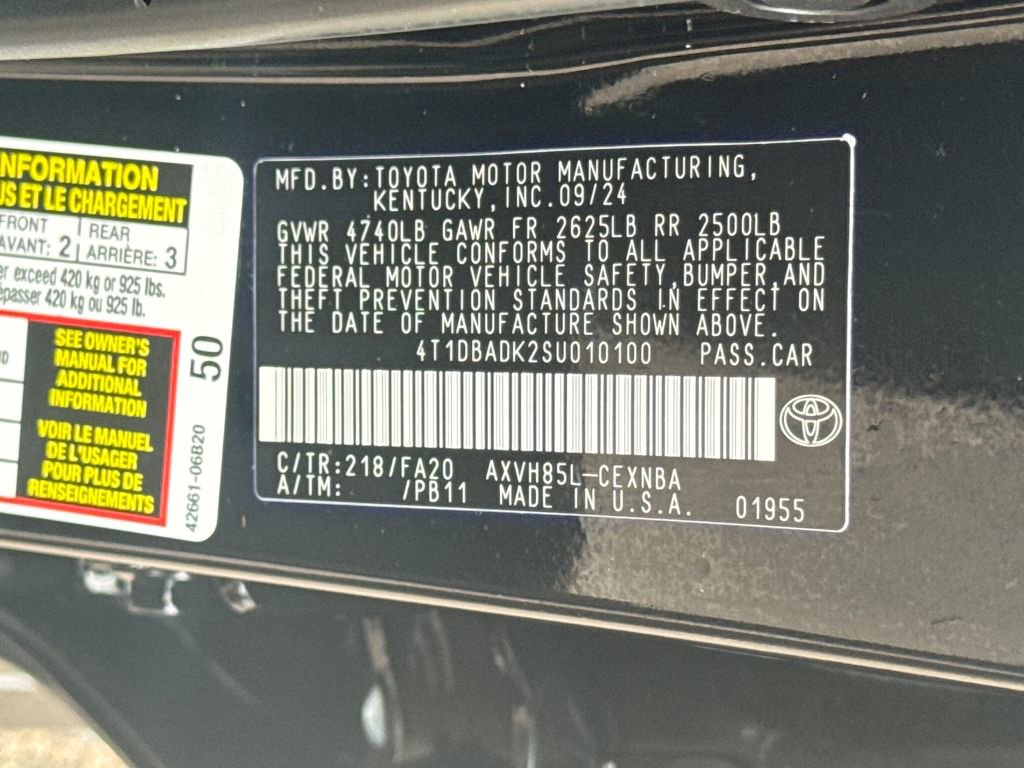 NFORMATION
US ET LE CHARGEMENT
FRONT
AVANT: 2
REAR
ARRIÈRE: 3
exceed 420 kg or 925 lbs.
420 kg ou 925 lb.
SEE OWNER'S
MANUAL FOR
ADDITIONAL
INFORMATION
VOIR LE MANUEL
DE L'USAGER
POUR PLUS DE
RENSEIGNEMENTS
50
42661-06B20
MFD.BY:TOYOTA MOTOR MANUFACTURING,
KENTUCKY,INC.09/24
GVWR 4740LB GAWR FR 2625LB RR 2500LB
THIS VEHICLE CONFORMS TO ALL APPLICABLE
FEDERAL MOTOR VEHICLE SAFETY,BUMPER,AND
THEFT PREVENTION STANDARDS IN EFFECT ON
THE DATE OF MANUFACTURE SHOWN ABOVE.
4T1DBADK2SU010100 PASS.CAR
C/TR:218/FA20 AXVH85L-CEXNBA
A/TM: /PB11 MADE IN U.S.A. 01955